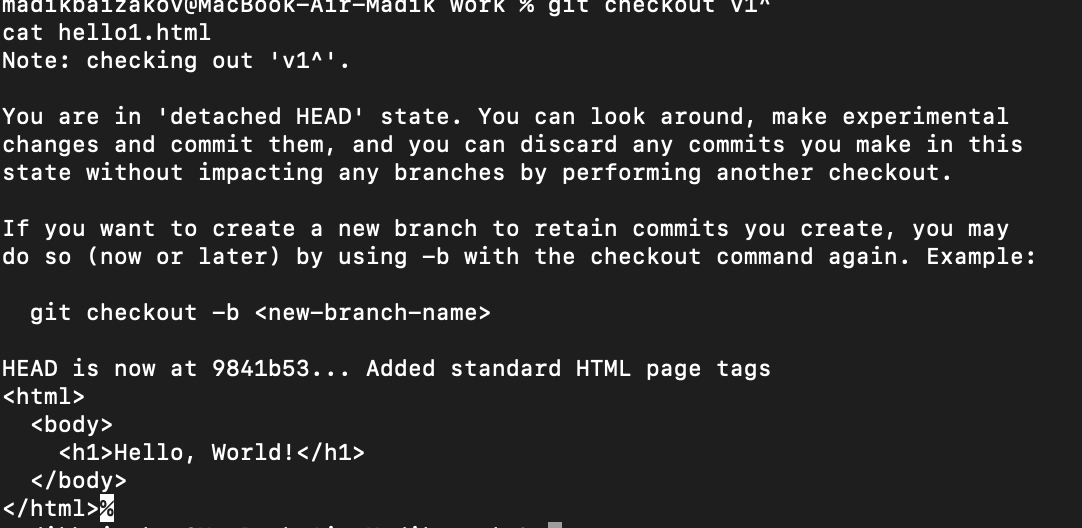 madikbaizakov@MacBook-Air-Madik work % git checkout v1^
cat hello1.html
Note: checking out 'v1^'.
You are in 'detached HEAD' state. You can look around, make experimental
changes and commit them, and you can discard any commits you make in this
state without impacting any branches by performing another checkout.
If you want to create a new branch to retain commits you create, you may
do so (now or later) by using -b with the checkout command again. Example:
git checkout -b <new-branch-name>
HEAD is now at 9841b53... Added standard HTML page tags
<html>
<body>
<h1>Hello, World!</h1>
</body>
</html>%